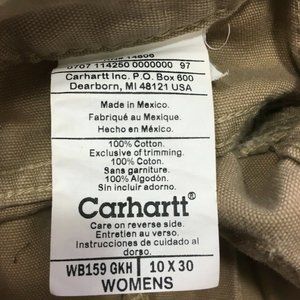 14806
0707 114250 0000000 97
Carhartt Inc. P.O. Box 600
Dearborn, MI 48121 USA
Made in Mexico.
Fabriqué au Mexique.
Hecho en México.
100% Cotton.
Exclusive of trimming.
100% Coton.
Sans garniture.
100% Algodón.
Sin incluir adorno.
Carhartt®
Care on reverse side.
Entretien au verso.
Instrucciones de cuidado al
dorso.
WB159 GKH 10 X 30
WOMENS